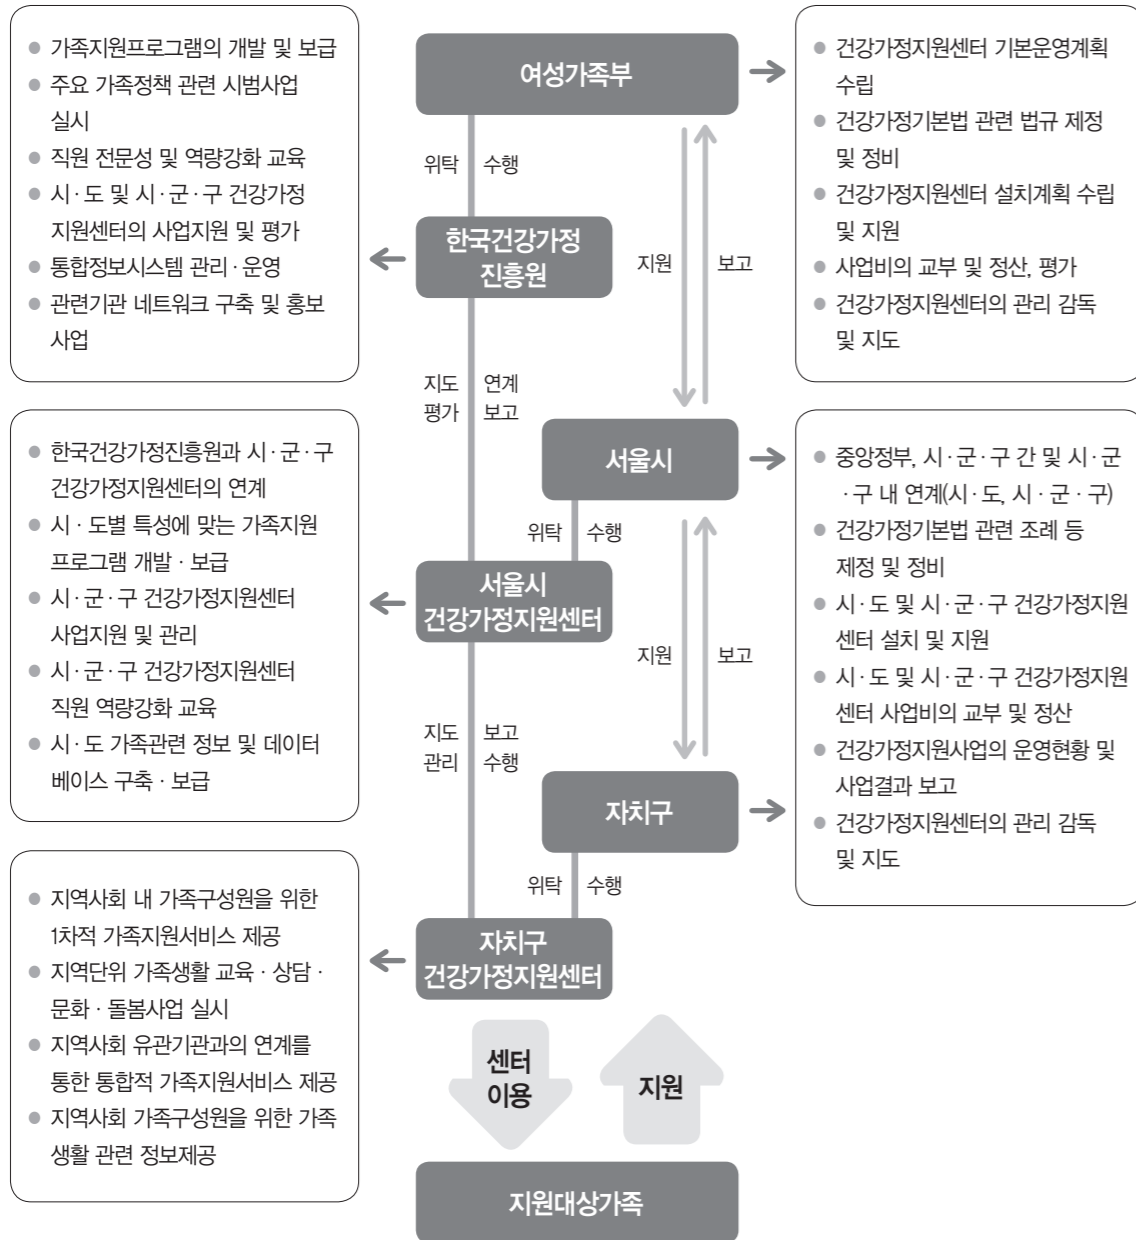 여성가족부
● 건강가정지원센터 기본운영계획
수립
● 건강가정기본법 관련 법규 제정
및 정비
● 건강가정지원센터 설치계획 수립
및 지원
● 사업비의 교부 및 정산, 평가
● 건강가정지원센터의 관리 감독
및 지도
위탁 수행
지원 보고
한국건강가정
진흥원
● 가족지원프로그램의 개발 및 보급
● 주요 가족정책 관련 시범사업
실시
● 직원 전문성 및 역량강화 교육
● 시·도 및 시·군·구 건강가정
지원센터의 사업지원 및 평가
● 통합정보시스템 관리·운영
● 관련기관 네트워크 구축 및 홍보
사업
지도 연계
평가 보고
서울시
● 중앙정부, 시·군·구 간 및 시·군
·구 내 연계(시·도, 시·군·구)
● 건강가정기본법 관련 조례 등
제정 및 정비
● 시·도 및 시·군·구 건강가정지원
센터 설치 및 지원
● 시·도 및 시·군·구 건강가정지원
센터 사업비의 교부 및 정산
● 건강가정지원사업의 운영현황 및
사업결과 보고
● 건강가정지원센터의 관리 감독
및 지도
위탁 수행
서울시
건강가정지원센터
● 한국건강가정진흥원과 시·군·구
건강가정지원센터의 연계
● 시·도별 특성에 맞는 가족지원
프로그램 개발·보급
● 시·군·구 건강가정지원센터
사업지원 및 관리
● 시·군·구 건강가정지원센터
직원 역량강화 교육
● 시·도 가족관련 정보 및 데이터
베이스 구축·보급
지원 보고
지도 보고
관리 수행
자치구
위탁 수행
자치구
건강가정지원센터
● 지역사회 내 가족구성원을 위한
1차적 가족지원서비스 제공
● 지역단위 가족생활 교육·상담·
문화·돌봄사업 실시
● 지역사회 유관기관과의 연계를
통한 통합적 가족지원서비스 제공
● 지역사회 가족구성원을 위한 가족
생활 관련 정보제공
센터
이용
지원
지원대상가족